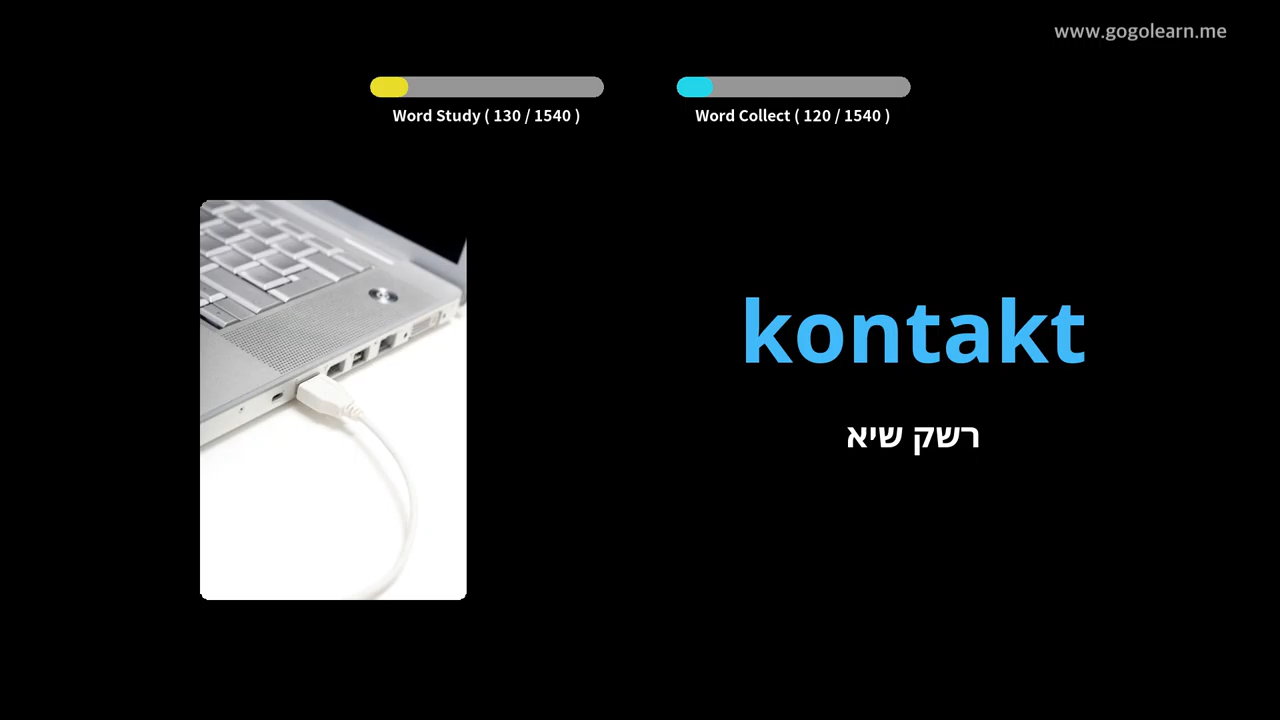 www.gogolearn.me
Word Study ( 130 / 1540 )
Word Collect ( 120 / 1540 )
kontakt
רשק שיא